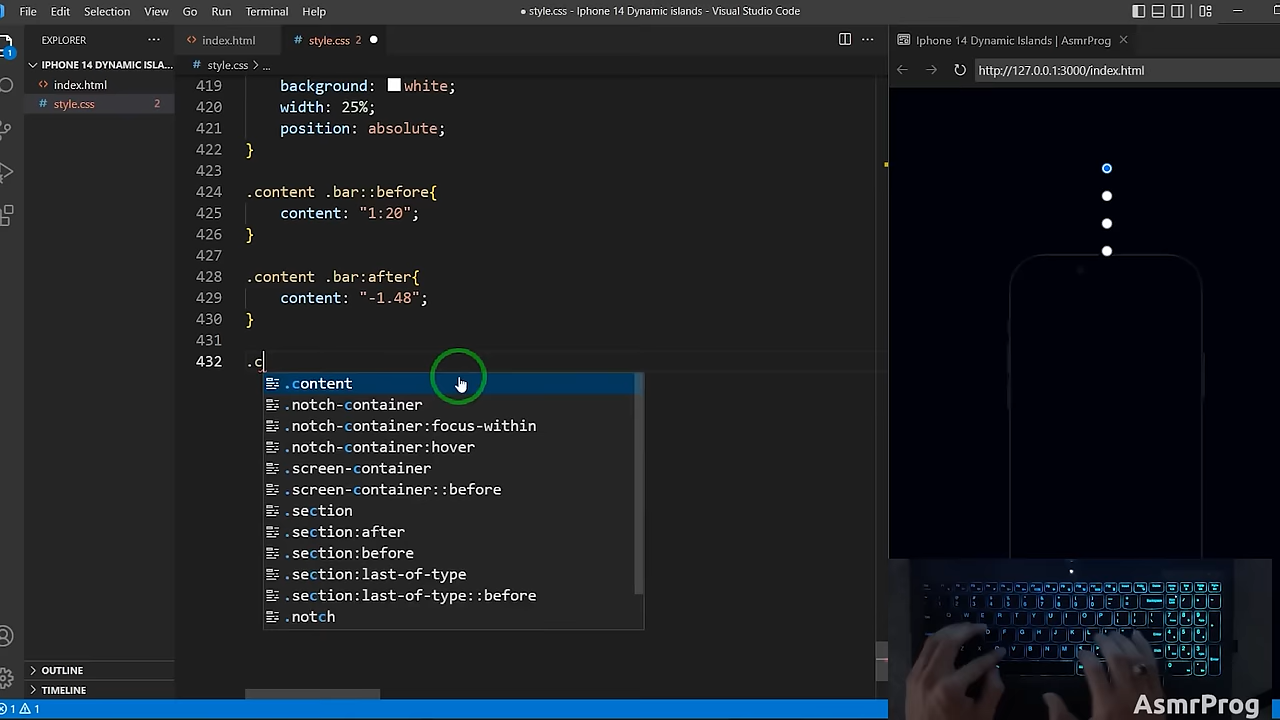 File Edit Selection View Go Run Terminal Help
style.css - Iphone 14 Dynamic islands - Visual Studio Code
EXPLORER
index.html
style.css 2
Iphone 14 Dynamic Islands | AsmrProg
IPHONE 14 DYNAMIC ISLA...
style.css > ...
http://127.0.0.1:3000/index.html
index.html
style.css 2
419 background: white;
420 width: 25%;
421 position: absolute;
422 }
423
424 .content .bar::before{
425 content: "1:20";
426 }
427
428 .content .bar:after{
429 content: "-1.48";
430 }
431
432 .c
.content
.notch-container
.notch-container:focus-within
.notch-container:hover
.screen-container
.screen-container::before
.section
.section:after
.section:before
.section:last-of-type
.section:last-of-type::before
.notch
OUTLINE
TIMELINE
1 1
1
AsmrProg